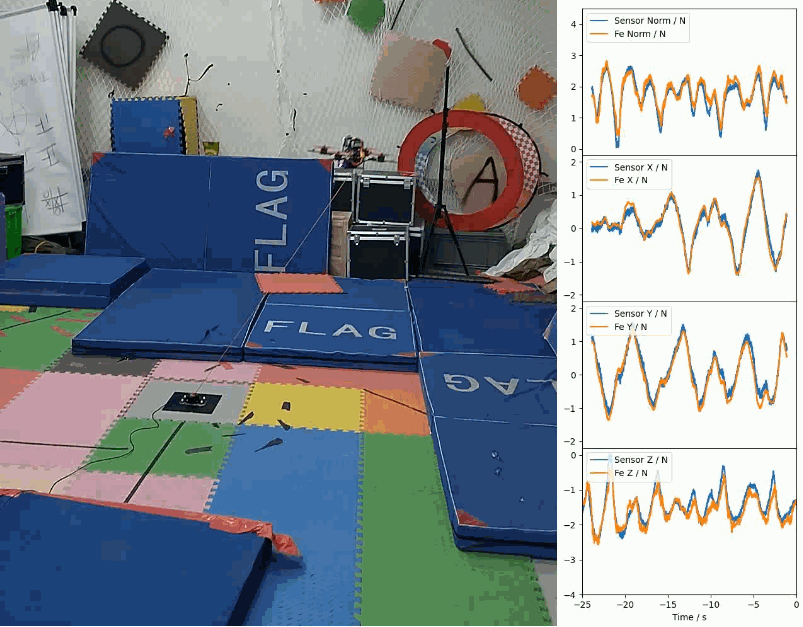 FLAG
FLAG
FLAG
A
Sensor Norm / N
Fe Norm / N
4
3
2
1
0
Sensor X / N
Fe X / N
2
1
0
−1
−2
Sensor Y / N
Fe Y / N
2
1
0
−1
−2
Sensor Z / N
Fe Z / N
0
−1
−2
−3
−4
−25 −20 −15 −10 −5 0
Time / s